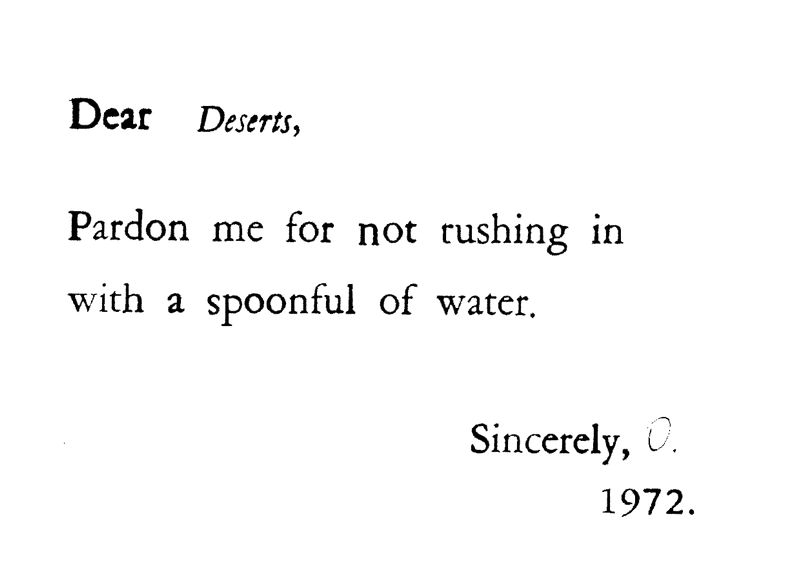 Dear Deserts,
Pardon me for not rushing in
with a spoonful of water.
Sincerely, O.
1972.